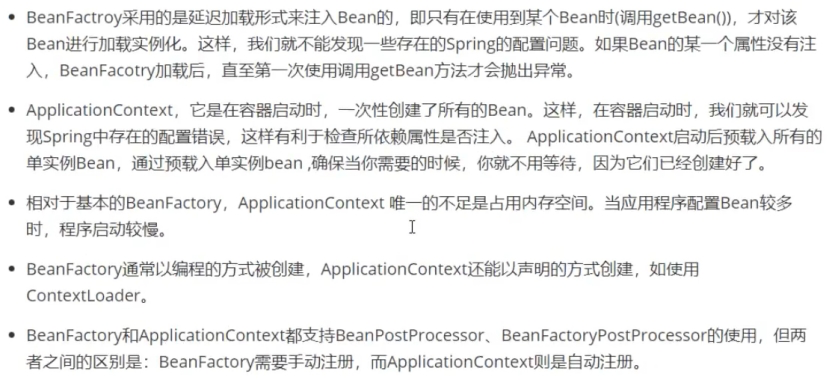 BeanFactroy采用的是延迟加载形式来注入Bean的，即只有在使用到某个Bean时(调用getBean())，才对该
Bean进行加载实例化。这样，我们就不能发现一些存在的Spring的配置问题。如果Bean的某一个属性没有注
入，BeanFacotry加载后，直至第一次使用调用getBean方法才会抛出异常。
ApplicationContext，它是在容器启动时，一次性创建了所有的Bean。这样，在容器启动时，我们就可以发
现Spring中存在的配置错误，这样有利于检查所依赖属性是否注入。 ApplicationContext启动后预载入所有的
单实例Bean，通过预载入单实例bean ,确保当你需要的时候，你就不用等待，因为它们已经创建好了。
相对于基本的BeanFactory，ApplicationContext 唯一的不足是占用内存空间。当应用程序配置Bean较多
时，程序启动较慢。
BeanFactory通常以编程的方式被创建，ApplicationContext还能以声明的方式创建，如使用
ContextLoader。
BeanFactory和ApplicationContext都支持BeanPostProcessor、BeanFactoryPostProcessor的使用，但两
者之间的区别是：BeanFactory需要手动注册，而ApplicationContext则是自动注册。